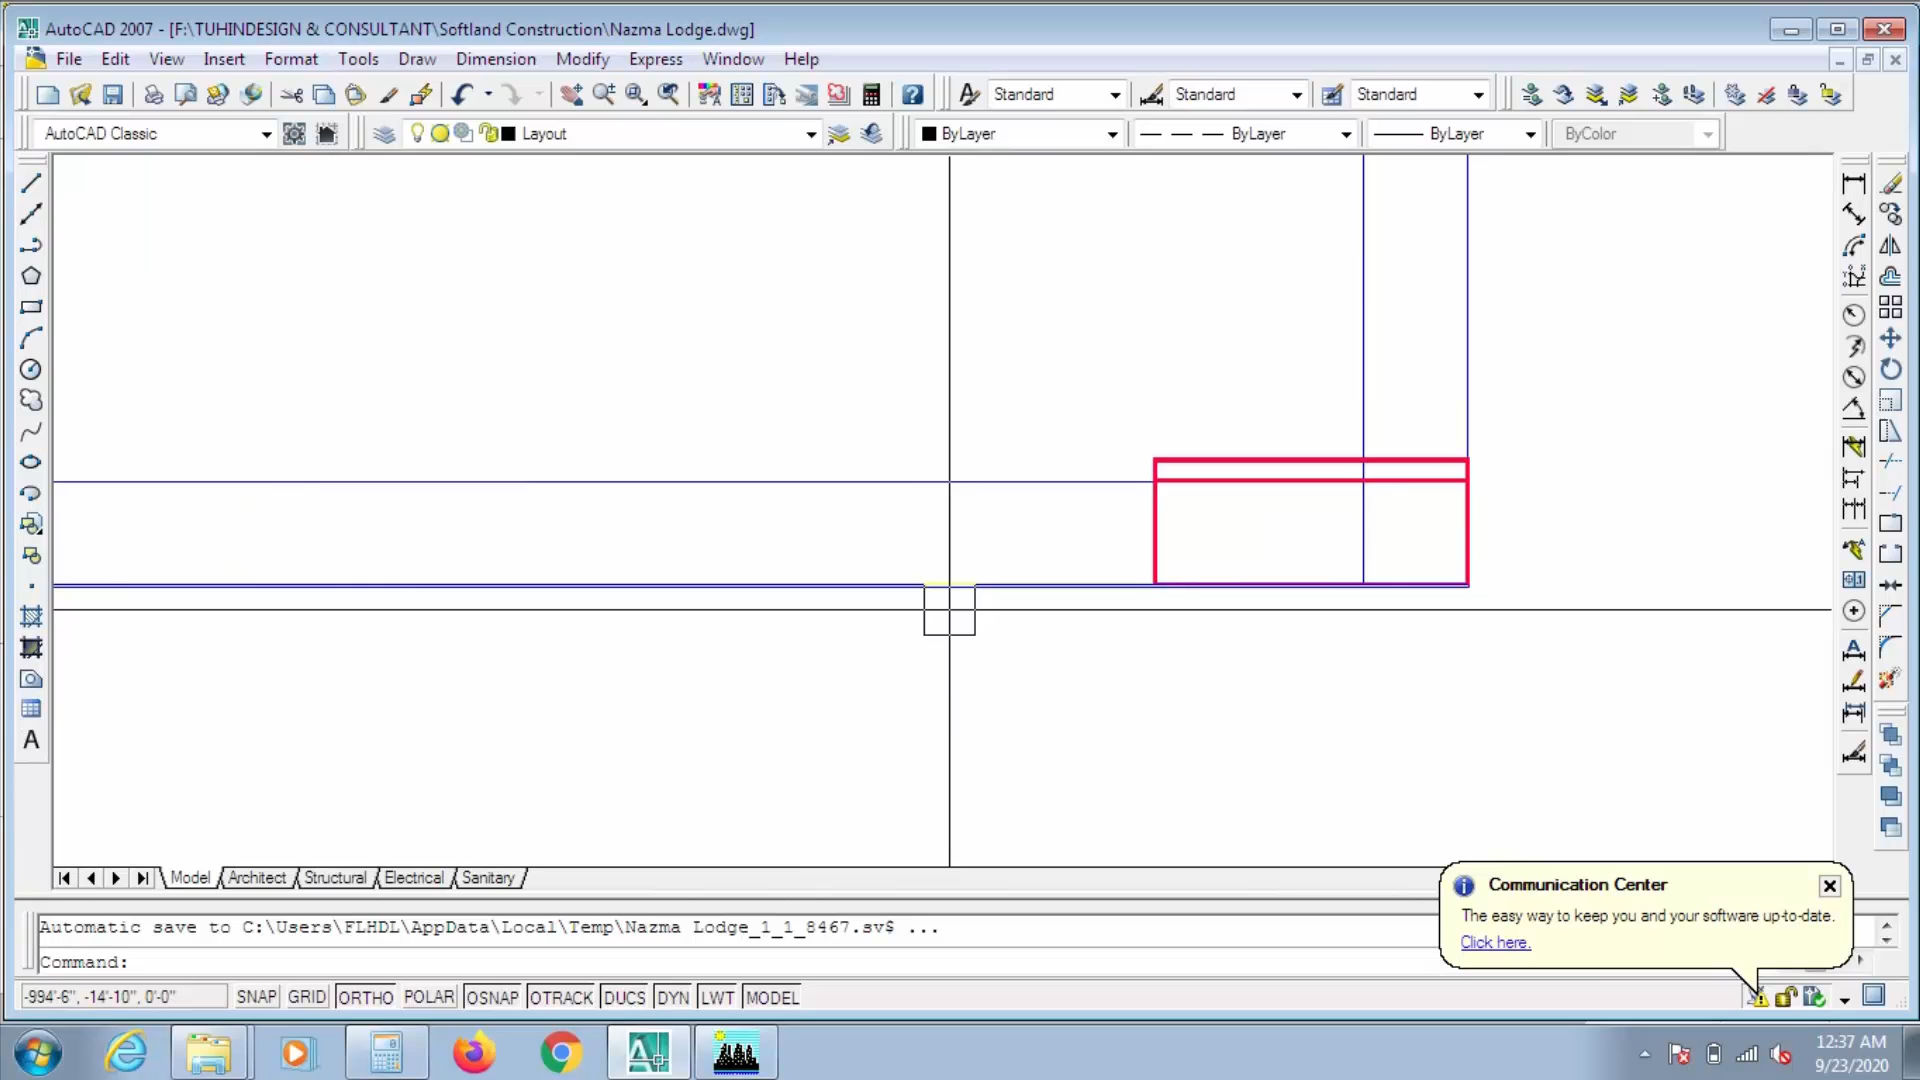 AutoCAD 2007 - [F:\TUHINDESIGN & CONSULTANT\Softland Construction\Nazma Lodge.dwg]
File Edit View Insert Format Tools Draw Dimension Modify Express Window Help
Standard Standard Standard
AutoCAD Classic Layout ByLayer ByLayer ByLayer ByColor
A
Model Architect Structural Electrical Sanitary
Communication Center
The easy way to keep you and your software up-to-date.
Click here.
Automatic save to C:\Users\FLHDL\AppData\Local\Temp\Nazma Lodge_1_1_8467.sv$ ...
Command:
-994'-6", -14'-10", 0'-0" SNAP GRID ORTHO POLAR OSNAP OTRACK DUCS DYN LWT MODEL
12:37 AM
9/23/2020